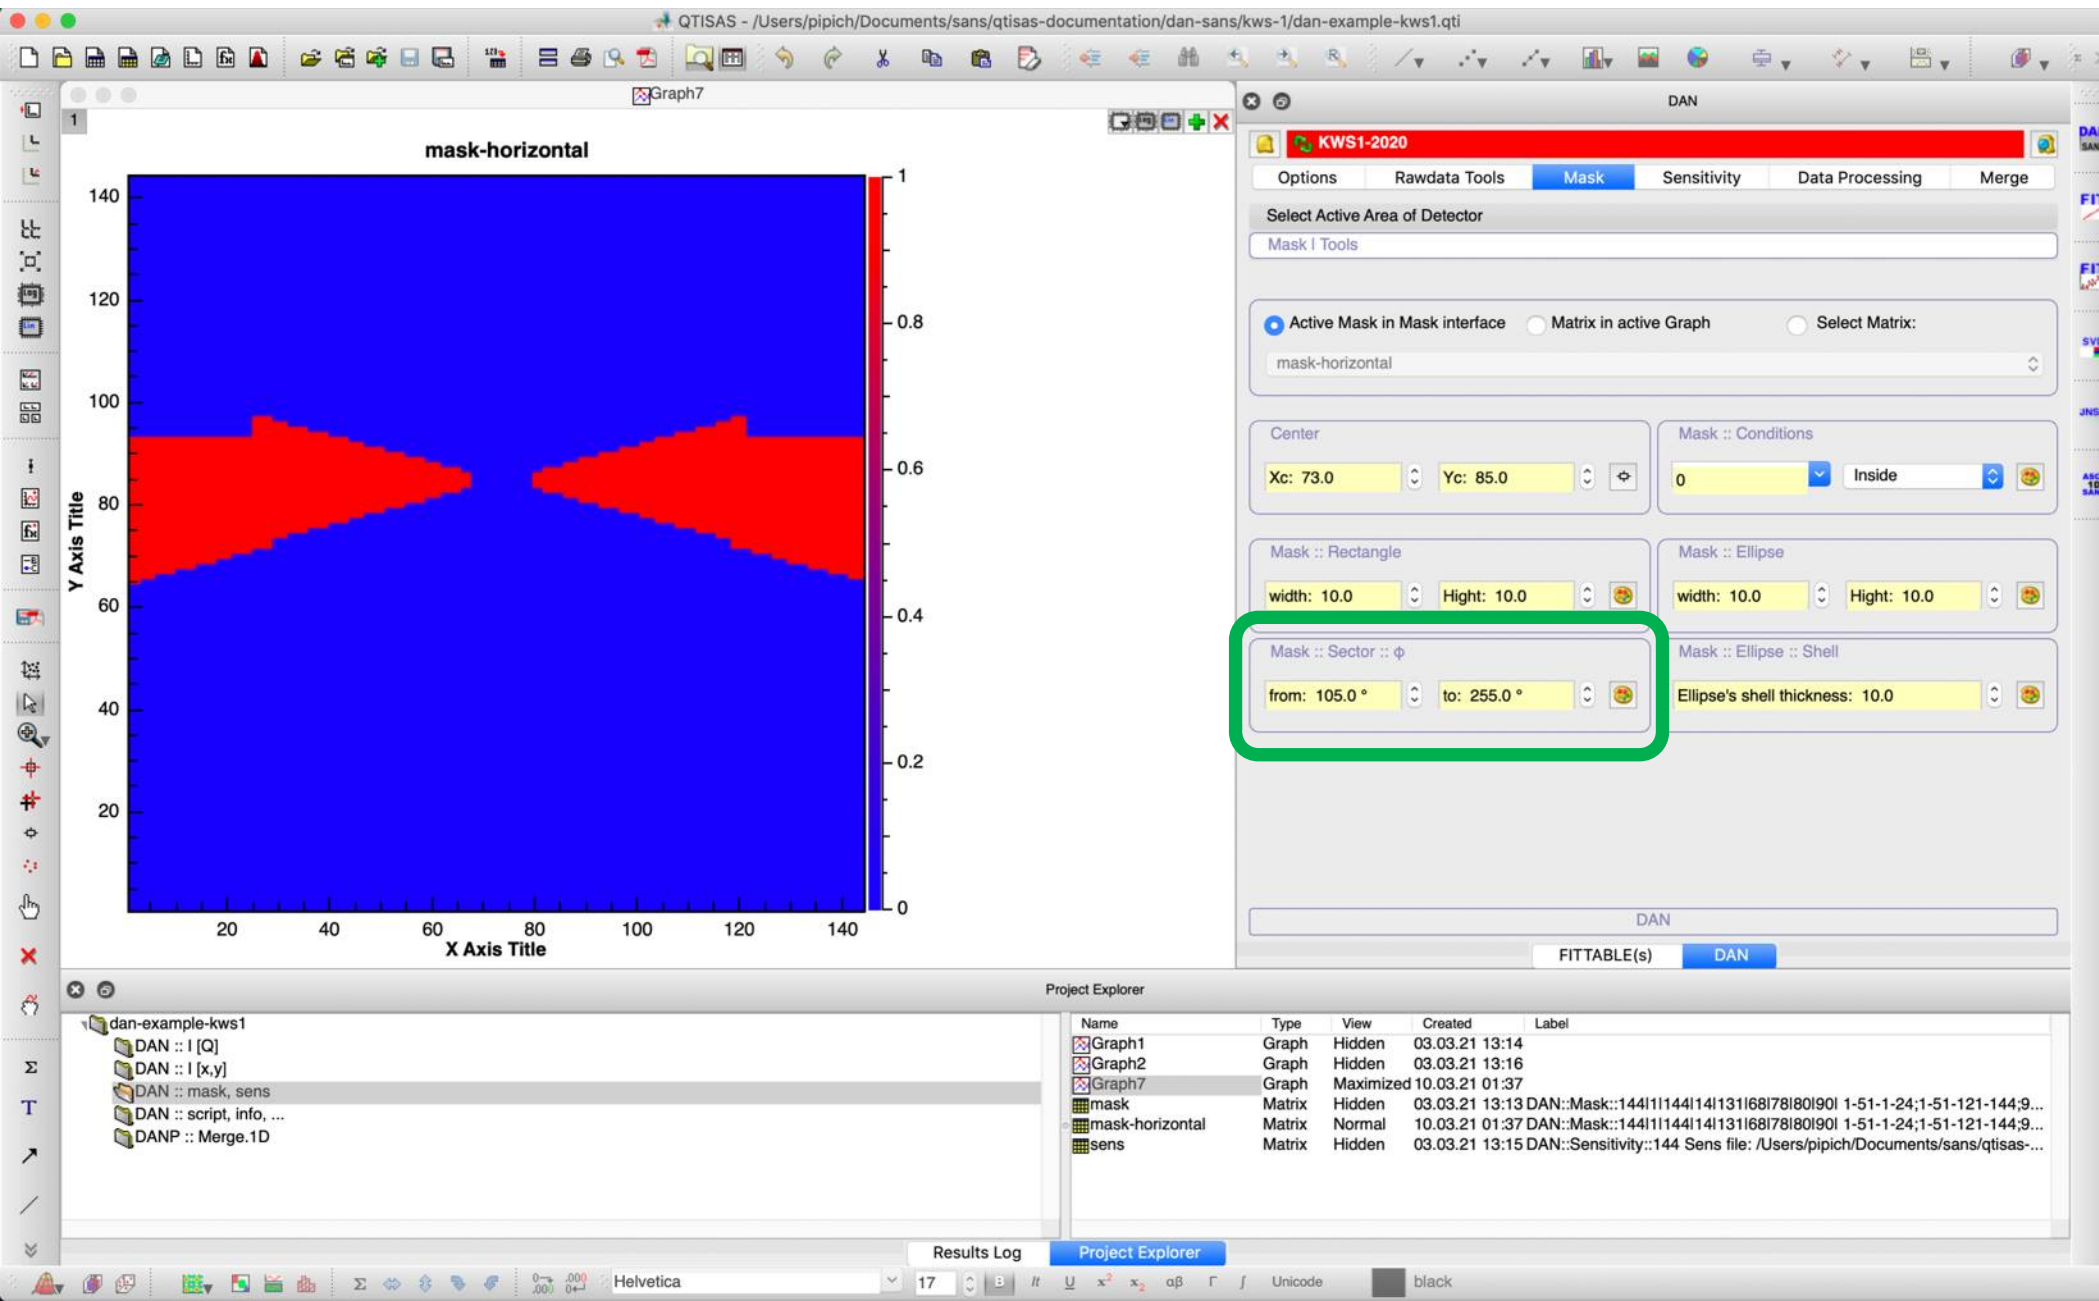 QTISAS - /Users/pipich/Documents/sans/qtisas-documentation/dan-sans/kws-1/dan-example-kws1.qti
Graph7
1
mask-horizontal
140
120
100
80
60
40
20
Y Axis Title
20 40 60 80 100 120 140
X Axis Title
1
0.8
0.6
0.4
0.2
0
DAN
KWS1-2020
Options Rawdata Tools Mask Sensitivity Data Processing Merge
Select Active Area of Detector
Mask | Tools
Active Mask in Mask interface Matrix in active Graph Select Matrix:
mask-horizontal
Center Mask :: Conditions
Xc: 73.0 Yc: 85.0 0 Inside
Mask :: Rectangle Mask :: Ellipse
width: 10.0 Hight: 10.0 width: 10.0 Hight: 10.0
Mask :: Sector :: φ Mask :: Ellipse :: Shell
from: 105.0 ° to: 255.0 ° Ellipse's shell thickness: 10.0
DAN
FITTABLE(s) DAN
Project Explorer
dan-example-kws1
DAN :: I [Q]
DAN :: I [x,y]
DAN :: mask, sens
DAN :: script, info, ...
DANP :: Merge.1D
Name Type View Created Label
Graph1 Graph Hidden 03.03.21 13:14
Graph2 Graph Hidden 03.03.21 13:16
Graph7 Graph Maximized 10.03.21 01:37
mask Matrix Hidden 03.03.21 13:13 DAN::Mask::144|1|144|14|131|68|78|80|90| 1-51-1-24;1-51-121-144;9...
mask-horizontal Matrix Normal 10.03.21 01:37 DAN::Mask::144|1|144|14|131|68|78|80|90| 1-51-1-24;1-51-121-144;9...
sens Matrix Hidden 03.03.21 13:15 DAN::Sensitivity::144 Sens file: /Users/pipich/Documents/sans/qtisas-...
Results Log Project Explorer
Helvetica 17 B It U x² x₂ αβ Γ ∫ Unicode black